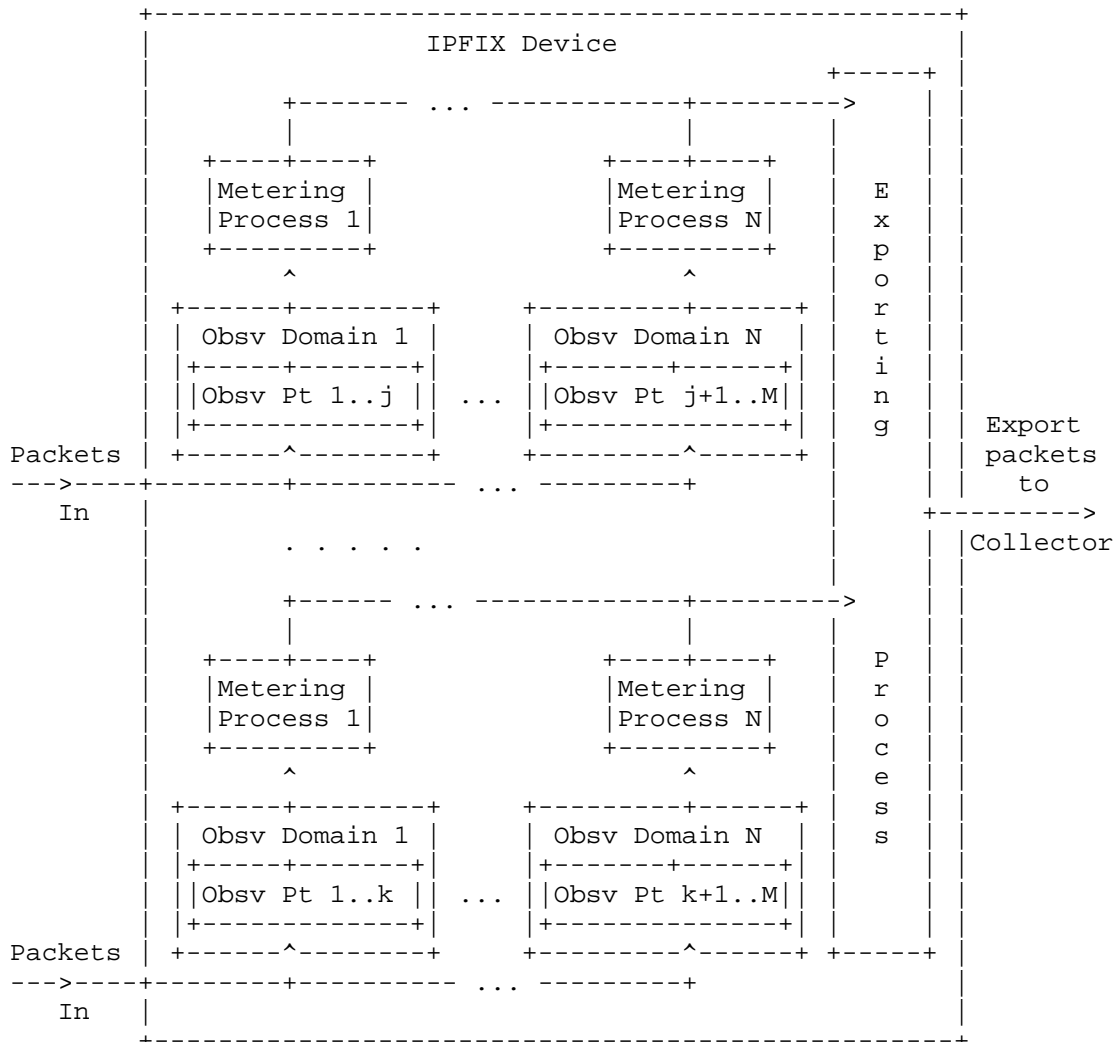 IPFIX Device
...
Metering Metering
Process 1 Process N
Exporting
Obsv Domain 1 Obsv Domain N
Obsv Pt 1..j ... Obsv Pt j+1..M
Packets
In
...
Export
packets
to
Collector
. . . . .
...
Metering Metering
Process 1 Process N
Process
Obsv Domain 1 Obsv Domain N
Obsv Pt 1..k ... Obsv Pt k+1..M
Packets
In
...